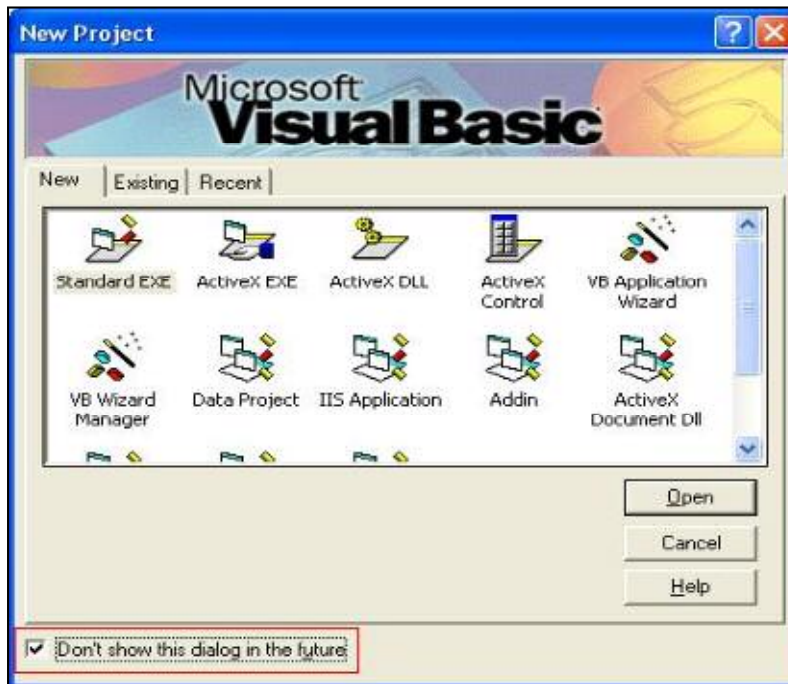 New Project
Microsoft
Visual Basic
New Existing Recent
Standard EXE ActiveX EXE ActiveX DLL ActiveX Control VB Application Wizard
VB Wizard Manager Data Project IIS Application Addin ActiveX Document Dll
Open
Cancel
Help
Don't show this dialog in the future